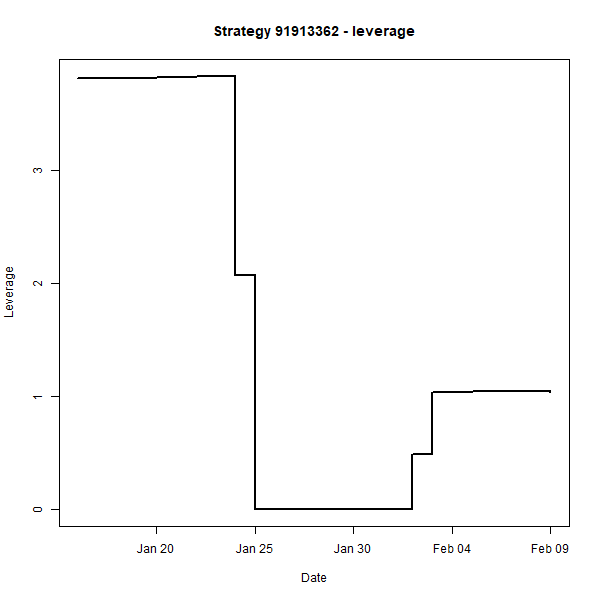 Strategy 91913362 - leverage
3
2
1
0
Leverage
Jan 20
Jan 25
Jan 30
Feb 04
Feb 09
Date